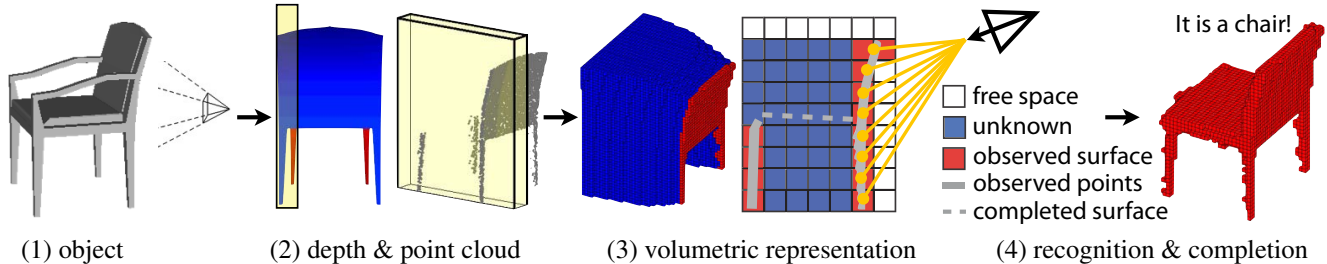 It is a chair!
free space
unknown
observed surface
observed points
completed surface
(1) object
(2) depth & point cloud
(3) volumetric representation
(4) recognition & completion